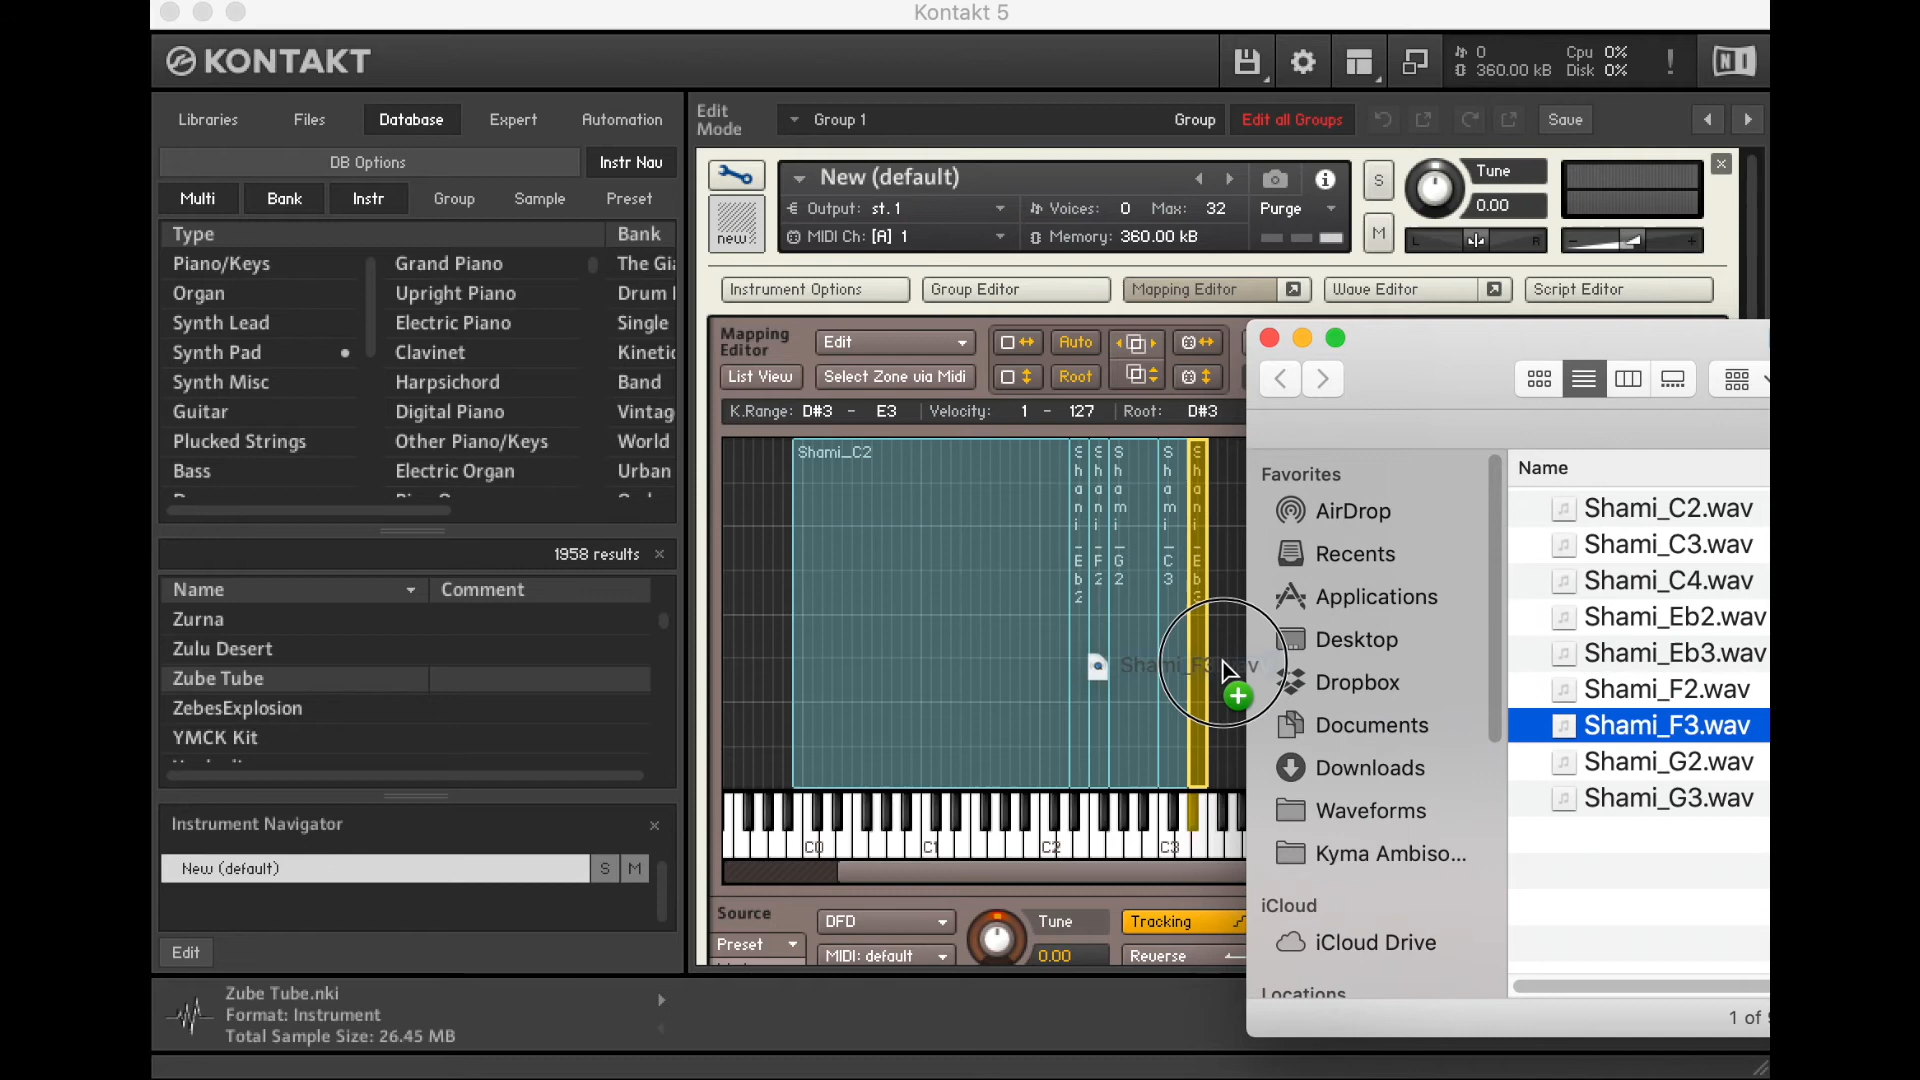 Kontakt 5
KONTAKT
0
360.00 kB
Cpu 0%
Disk 0%
!
NI
Libraries Files Database Expert Automation
DB Options Instr Nav
Multi Bank Instr Group Sample Preset
Type Bank
Piano/Keys Grand Piano The Gia
Organ Upright Piano Drum
Synth Lead Electric Piano Single
Synth Pad Clavinet Kineti
Synth Misc Harpsichord Band
Guitar Digital Piano Vintag
Plucked Strings Other Piano/Keys World
Bass Electric Organ Urban
1958 results ×
Name Comment
Zurna
Zulu Desert
Zube Tube
ZebesExplosion
YMCK Kit
Instrument Navigator ×
New (default) S M
Edit
Zube Tube.nki
Format: Instrument
Total Sample Size: 26.45 MB
Edit Mode
Group 1 Group Edit all Groups Save
New (default)
new
Output: st.1 Voices: 0 Max: 32 Purge
MIDI Ch: [A] 1 Memory: 360.00 kB
S
M
Tune
0.00
L R
- +
Instrument Options Group Editor Mapping Editor Wave Editor Script Editor
Mapping Editor
Edit Auto
List View Select Zone via Midi Root
K.Range: D#3 - E3 Velocity: 1 - 127 Root: D#3
Shami_C2
C0 C1 C2 C3
Source
Preset
DFD Tune Tracking
MIDI: default 0.00 Reverse
Shami_F3.wav
Favorites
AirDrop
Recents
Applications
Desktop
Dropbox
Documents
Downloads
Waveforms
Kyma Ambiso...
iCloud
iCloud Drive
Locations
Name
Shami_C2.wav
Shami_C3.wav
Shami_C4.wav
Shami_Eb2.wav
Shami_Eb3.wav
Shami_F2.wav
Shami_F3.wav
Shami_G2.wav
Shami_G3.wav
1 of